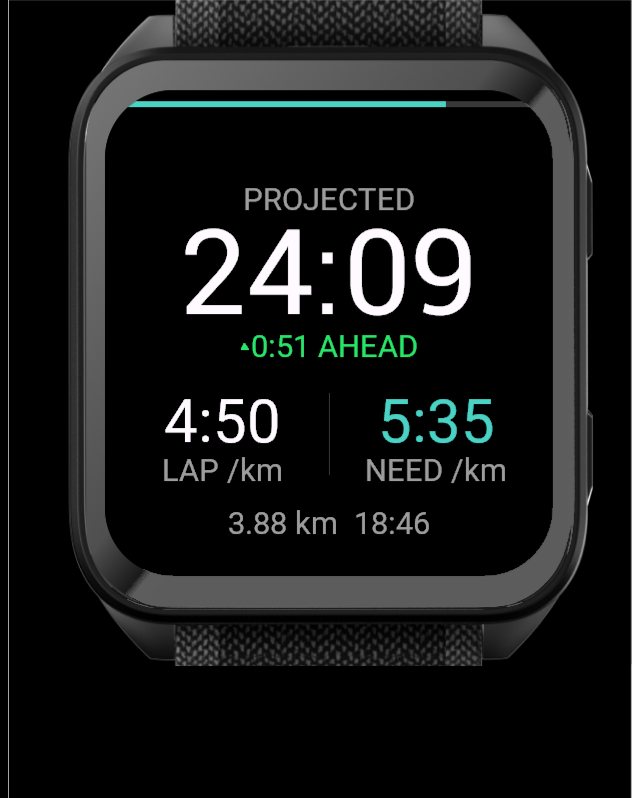 PROJECTED
24:09
▲0:51 AHEAD
4:50 5:35
LAP /km NEED /km
3.88 km 18:46